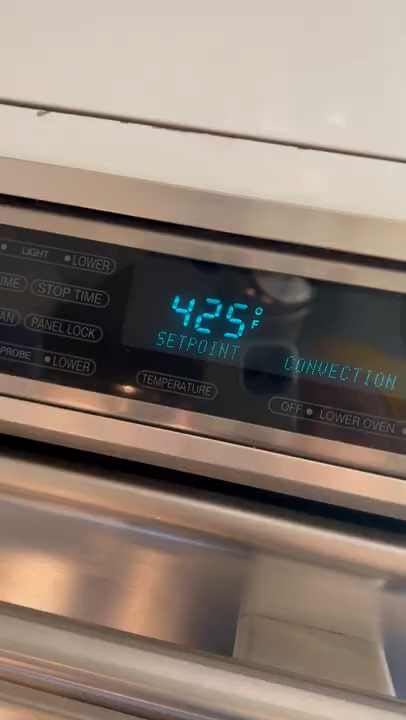 LIGHT LOWER
STOP TIME
PANEL LOCK
PROBE LOWER
425°F
SETPOINT
CONVECTION
TEMPERATURE
OFF LOWER OVEN